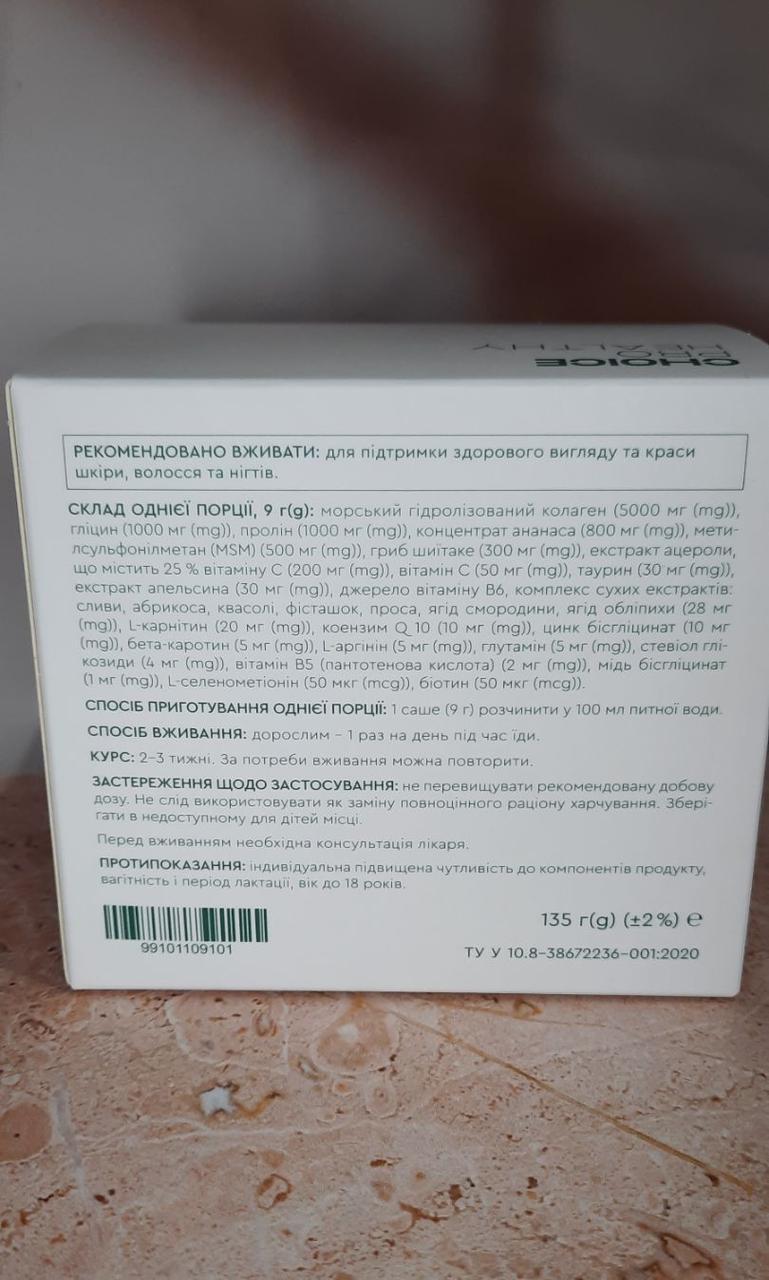 CHOICE
PRO
HEALTHY
РЕКОМЕНДОВАНО ВЖИВАТИ: для підтримки здорового вигляду та краси
шкіри, волосся та нігтів.
СКЛАД ОДНІЄЇ ПОРЦІЇ, 9 г(g): морський гідролізований колаген (5000 мг (mg)),
гліцин (1000 мг (mg)), пролін (1000 мг (mg)), концентрат ананаса (800 мг (mg)), мети-
лсульфонілметан (MSM) (500 мг (mg)), гриб шиїтаке (300 мг (mg)), екстракт ацероли,
що містить 25 % вітаміну С (200 мг (mg)), вітамін С (50 мг (mg)), таурин (30 мг (mg)),
екстракт апельсина (30 мг (mg)), джерело вітаміну В6, комплекс сухих екстрактів:
сливи, абрикоса, квасолі, фісташок, проса, ягід смородини, ягід обліпихи (28 мг
(mg)), L-карнітин (20 мг (mg)), коензим Q 10 (10 мг (mg)), цинк бісгліцинат (10 мг
(mg)), бета-каротин (5 мг (mg)), L-аргінін (5 мг (mg)), глутамін (5 мг (mg)), стевіол глі-
козиди (4 мг (mg)), вітамін В5 (пантотенова кислота) (2 мг (mg)), мідь бісгліцинат
(1 мг (mg)), L-селенометіонін (50 мкг (mcg)), біотин (50 мкг (mcg)).
СПОСІБ ПРИГОТУВАННЯ ОДНІЄЇ ПОРЦІЇ: 1 саше (9 г) розчинити у 100 мл питної води.
СПОСІБ ВЖИВАННЯ: дорослим – 1 раз на день під час їди.
КУРС: 2–3 тижні. За потреби вживання можна повторити.
ЗАСТЕРЕЖЕННЯ ЩОДО ЗАСТОСУВАННЯ: не перевищувати рекомендовану добову
дозу. Не слід використовувати як заміну повноцінного раціону харчування. Збері-
гати в недоступному для дітей місці.
Перед вживанням необхідна консультація лікаря.
ПРОТИПОКАЗАННЯ: індивідуальна підвищена чутливість до компонентів продукту,
вагітність і період лактації, вік до 18 років.
99101109101
135 г(g) (±2%) ℮
ТУ У 10.8-38672236-001:2020